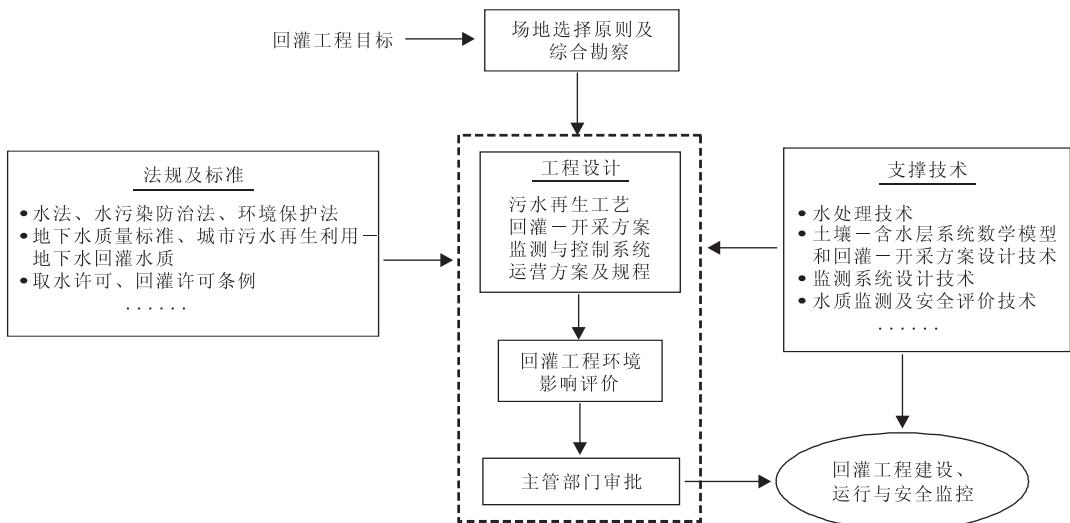 回灌工程目标
场地选择原则及
综合勘察
法规及标准
•水法、水污染防治法、环境保护法
•地下水质量标准、城市污水再生利用－
地下水回灌水质
•取水许可、回灌许可条例
······
工程设计
污水再生工艺
回灌－开采方案
监测与控制系统
运营方案及规程
回灌工程环境
影响评价
主管部门审批
支撑技术
•水处理技术
•土壤－含水层系统数学模型
和回灌－开采方案设计技术
•监测系统设计技术
•水质监测及安全评价技术
······
回灌工程建设、
运行与安全监控